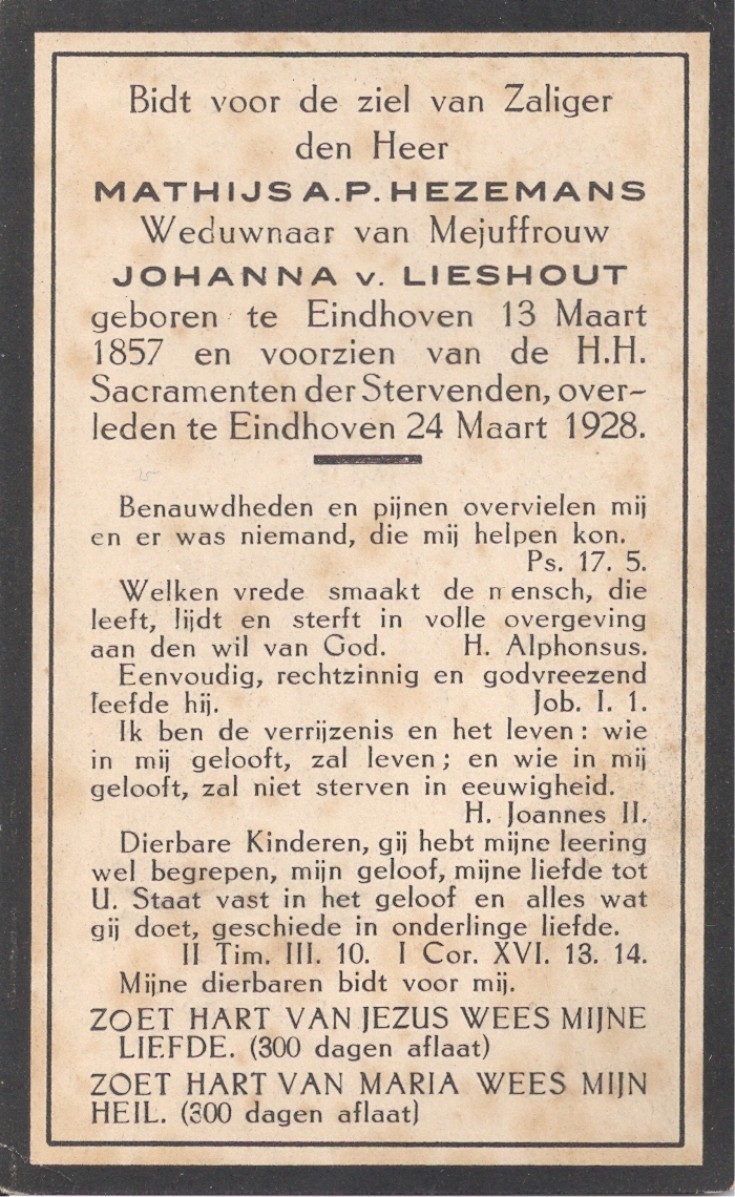 Bidt voor de ziel van Zaliger
den Heer
MATHIJS A.P. HEZEMANS
Weduwnaar van Mejuffrouw
JOHANNA v. LIESHOUT
geboren te Eindhoven 13 Maart
1857 en voorzien van de H.H.
Sacramenten der Stervenden, over-
leden te Eindhoven 24 Maart 1928.
Benauwdheden en pijnen overvielen mij
en er was niemand, die mij helpen kon.
Ps. 17. 5.
Welken vrede smaakt de mensch, die
leeft, lijdt en sterft in volle overgeving
aan den wil van God. H. Alphonsus.
Eenvoudig, rechtzinnig en godvreezend
leefde hij. Job. I. 1.
Ik ben de verrijzenis en het leven: wie
in mij gelooft, zal leven; en wie in mij
gelooft, zal niet sterven in eeuwigheid.
H. Joannes II.
Dierbare Kinderen, gij hebt mijne leering
wel begrepen, mijn geloof, mijne liefde tot
U. Staat vast in het geloof en alles wat
gij doet, geschiede in onderlinge liefde.
II Tim. III. 10. I Cor. XVI. 13. 14.
Mijne dierbaren bidt voor mij.
ZOET HART VAN JEZUS WEES MIJNE
LIEFDE. (300 dagen aflaat)
ZOET HART VAN MARIA WEES MIJN
HEIL. (300 dagen aflaat)